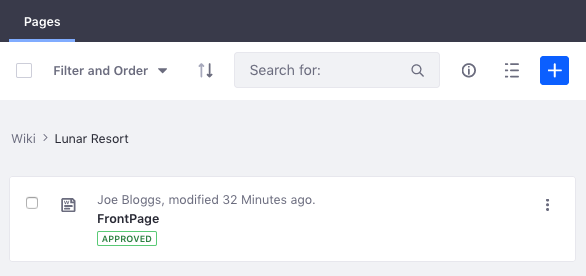 Pages
Filter and Order
Search for:
Wiki > Lunar Resort
Joe Bloggs, modified 32 Minutes ago.
FrontPage
APPROVED